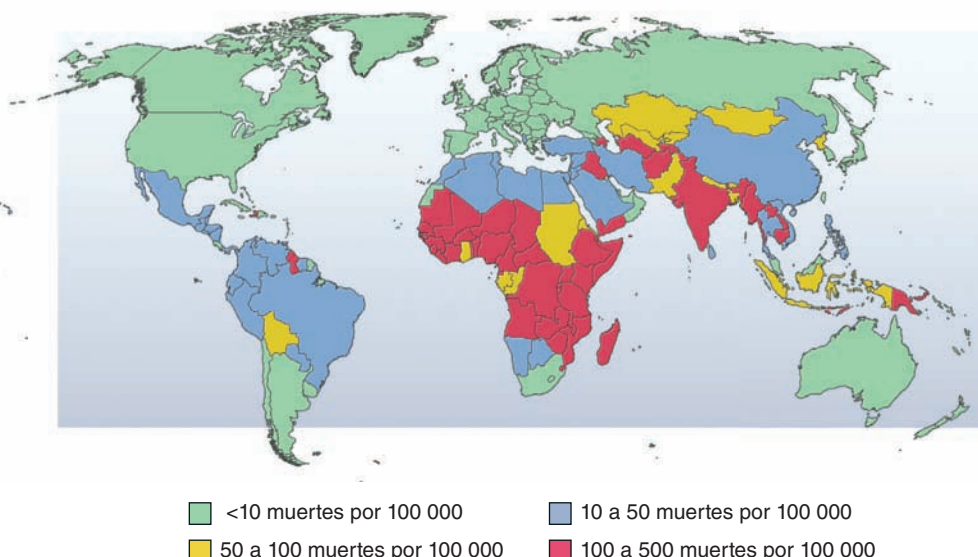 <10 muertes por 100 000
10 a 50 muertes por 100 000
50 a 100 muertes por 100 000
100 a 500 muertes por 100 000